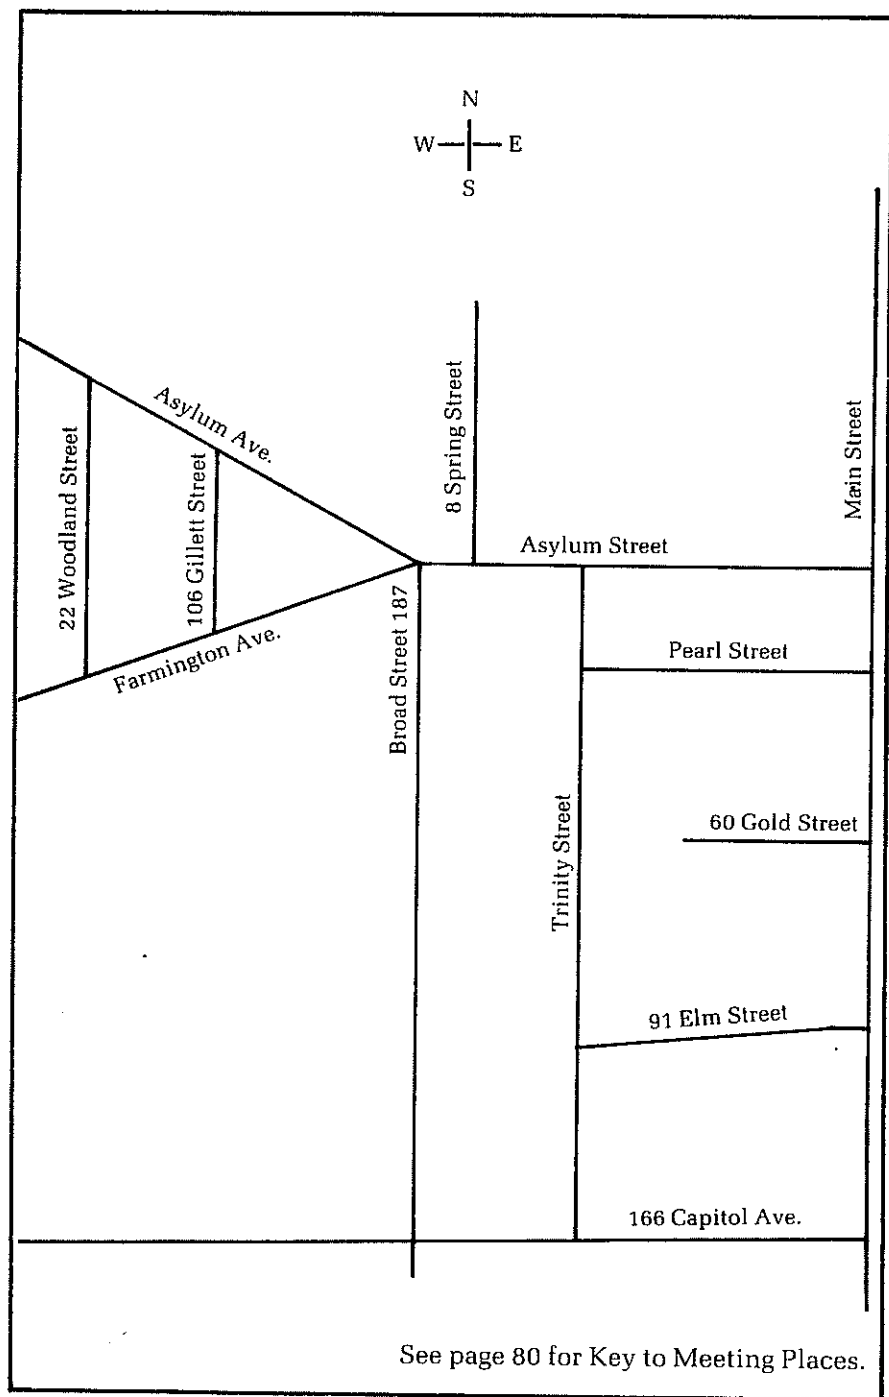 N
W E
S
Asylum Ave.
8 Spring Street
Main Street
22 Woodland Street
106 Gillett Street
Asylum Street
Farmington Ave.
Broad Street 187
Pearl Street
Trinity Street
60 Gold Street
91 Elm Street
166 Capitol Ave.
See page 80 for Key to Meeting Places.